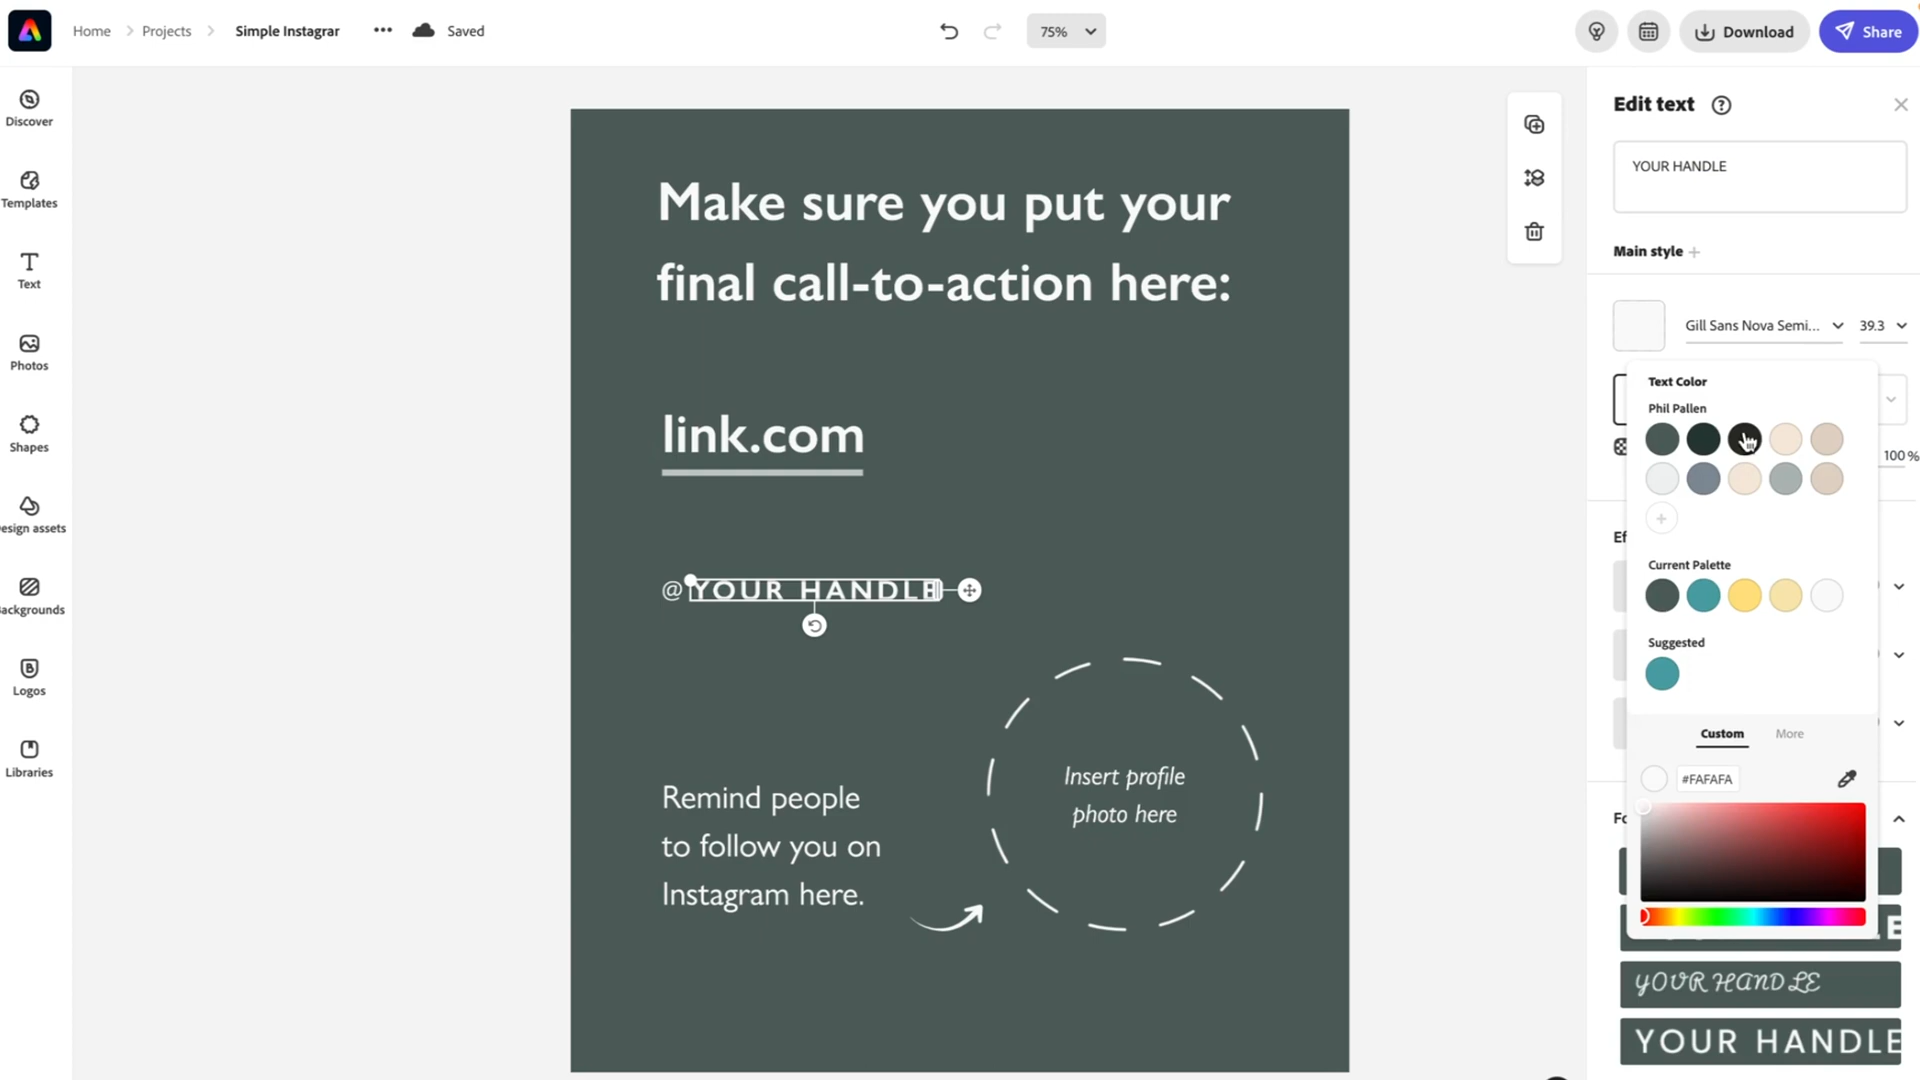 Home
Projects
Simple Instagrar
Saved
75%
Download
Share
Discover
Templates
Text
Photos
Shapes
esign assets
ackgrounds
Logos
Libraries
Make sure you put your
final call-to-action here:
link.com
@ YOUR HANDLE
Insert profile
photo here
Remind people
to follow you on
Instagram here.
Edit text
YOUR HANDLE
Main style
Gill Sans Nova Semi... 39.3
Text Color
Phil Pallen
100%
Ef
Current Palette
Suggested
Custom More
#FAFAFA
Fo
YOUR HANDLE
YOUR HANDLE